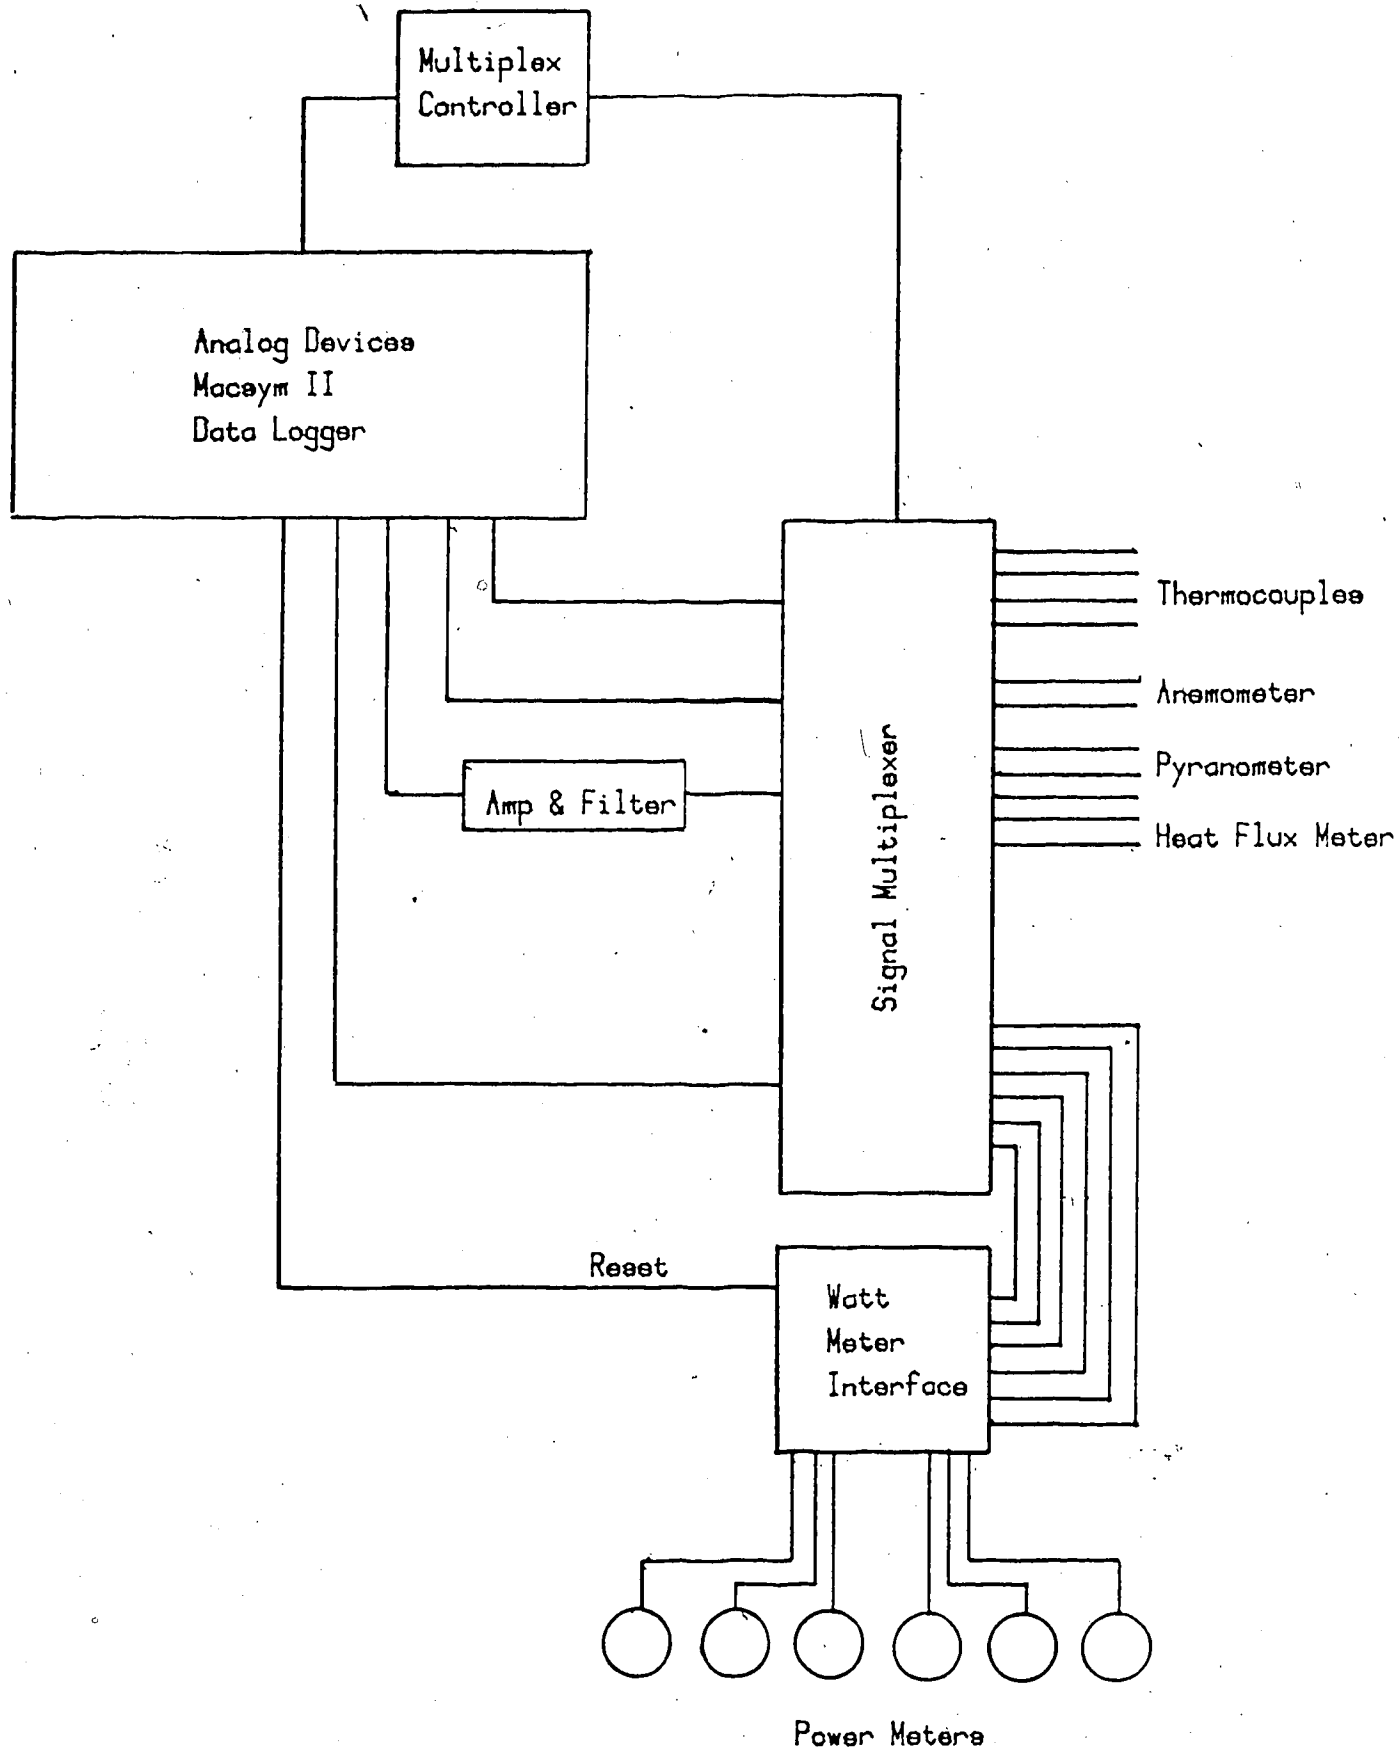 Multiplex
Controller
Analog Devices
Macsym II
Data Logger
Thermocouples
Anemometer
Pyranometer
Heat Flux Meter
Amp & Filter
Signal Multiplexer
Reset
Watt
Meter
Interface
Power Meters